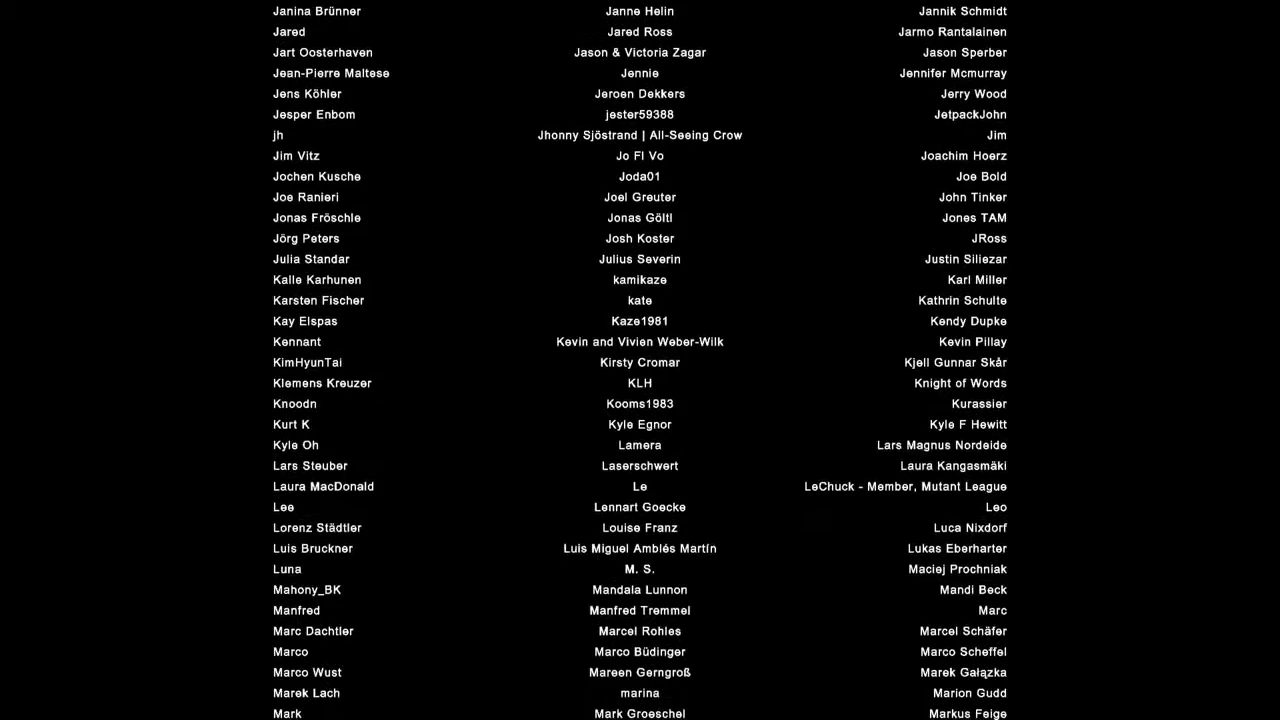 Janina Brünner Janne Helin Jannik Schmidt
Jared Jared Ross Jarmo Rantalainen
Jart Oosterhaven Jason & Victoria Zagar Jason Sperber
Jean-Pierre Maltese Jennie Jennifer Mcmurray
Jens Köhler Jeroen Dekkers Jerry Wood
Jesper Enbom jester59388 JetpackJohn
jh Jhonny Sjöstrand | All-Seeing Crow Jim
Jim Vitz Jo Fl Vo Joachim Hoerz
Jochen Kusche Joda01 Joe Bold
Joe Ranieri Joel Greuter John Tinker
Jonas Fröschle Jonas Göltl Jones TAM
Jörg Peters Josh Koster JRoss
Julia Standar Julius Severin Justin Siliezar
Kalle Karhunen kamikaze Karl Miller
Karsten Fischer kate Kathrin Schulte
Kay Elspas Kaze1981 Kendy Dupke
Kennant Kevin and Vivien Weber-Wilk Kevin Pillay
KimHyunTai Kirsty Cromar Kjell Gunnar Skår
Klemens Kreuzer KLH Knight of Words
Knoodn Kooms1983 Kurassier
Kurt K Kyle Egnor Kyle F Hewitt
Kyle Oh Lamera Lars Magnus Nordeide
Lars Steuber Laserschwert Laura Kangasmäki
Laura MacDonald Le LeChuck - Member, Mutant League
Lee Lennart Goecke Leo
Lorenz Städtler Louise Franz Luca Nixdorf
Luis Bruckner Luis Miguel Amblés Martín Lukas Eberharter
Luna M. S. Maciej Prochniak
Mahony_BK Mandala Lunnon Mandi Beck
Manfred Manfred Tremmel Marc
Marc Dachtler Marcel Rohles Marcel Schäfer
Marco Marco Büdinger Marco Scheffel
Marco Wust Mareen Gerngroß Marek Gałązka
Marek Lach marina Marion Gudd
Mark Mark Groeschel Markus Feige